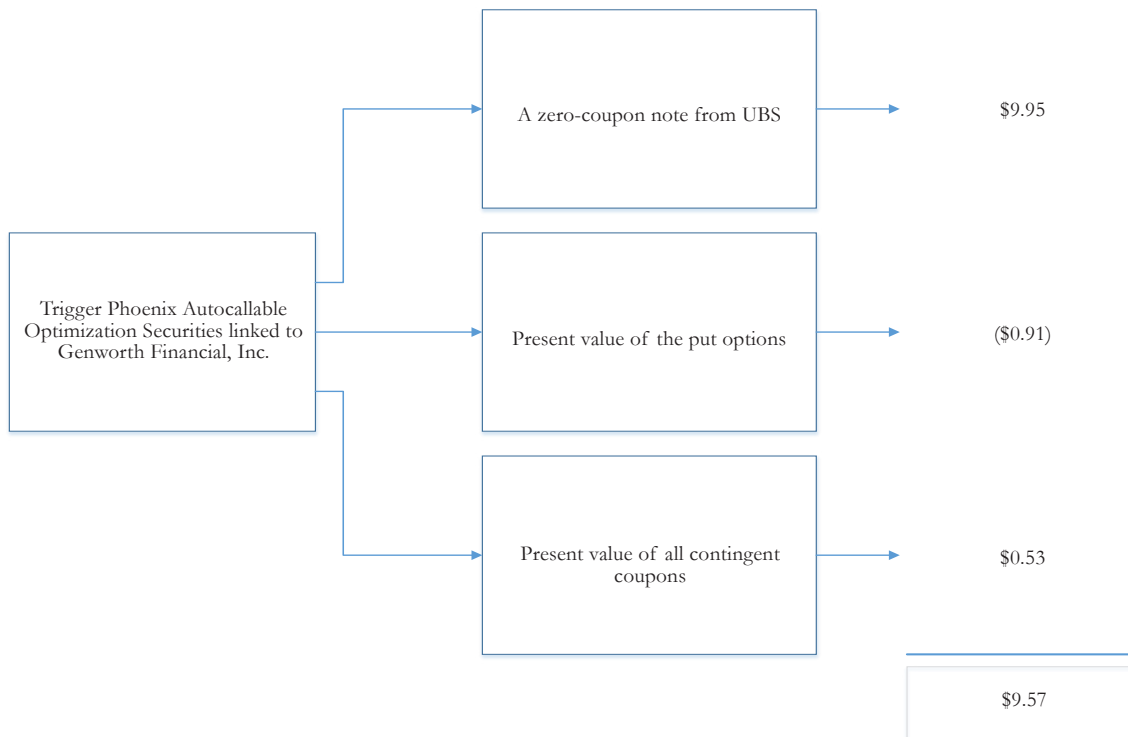 A zero-coupon note from UBS
$9.95
Trigger Phoenix Autocallable
Optimization Securities linked to
Genworth Financial, Inc.
Present value of the put options
($0.91)
Present value of all contingent
coupons
$0.53
$9.57